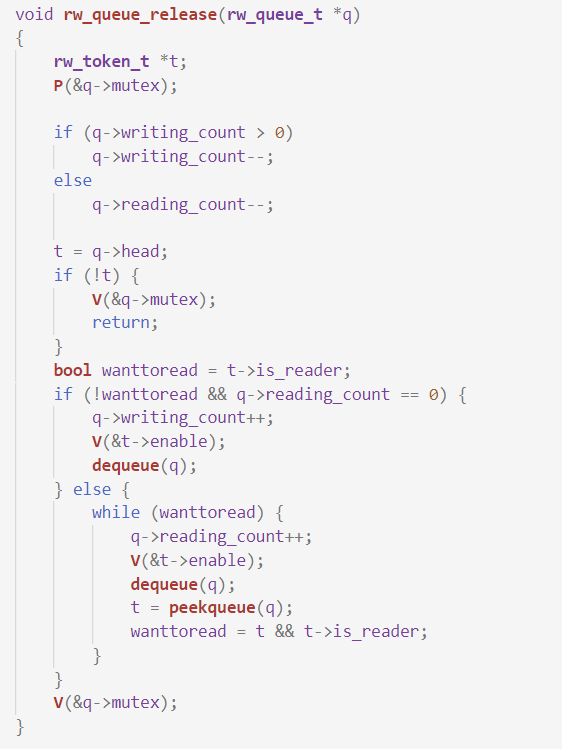 void rw_queue_release(rw_queue_t *q)
{
    rw_token_t *t;
    P(&q->mutex);

    if (q->writing_count > 0)
        q->writing_count--;
    else
        q->reading_count--;

    t = q->head;
    if (!t) {
        V(&q->mutex);
        return;
    }
    bool wanttoread = t->is_reader;
    if (!wanttoread && q->reading_count == 0) {
        q->writing_count++;
        V(&t->enable);
        dequeue(q);
    } else {
        while (wanttoread) {
            q->reading_count++;
            V(&t->enable);
            dequeue(q);
            t = peekqueue(q);
            wanttoread = t && t->is_reader;
        }
    }
    V(&q->mutex);
}